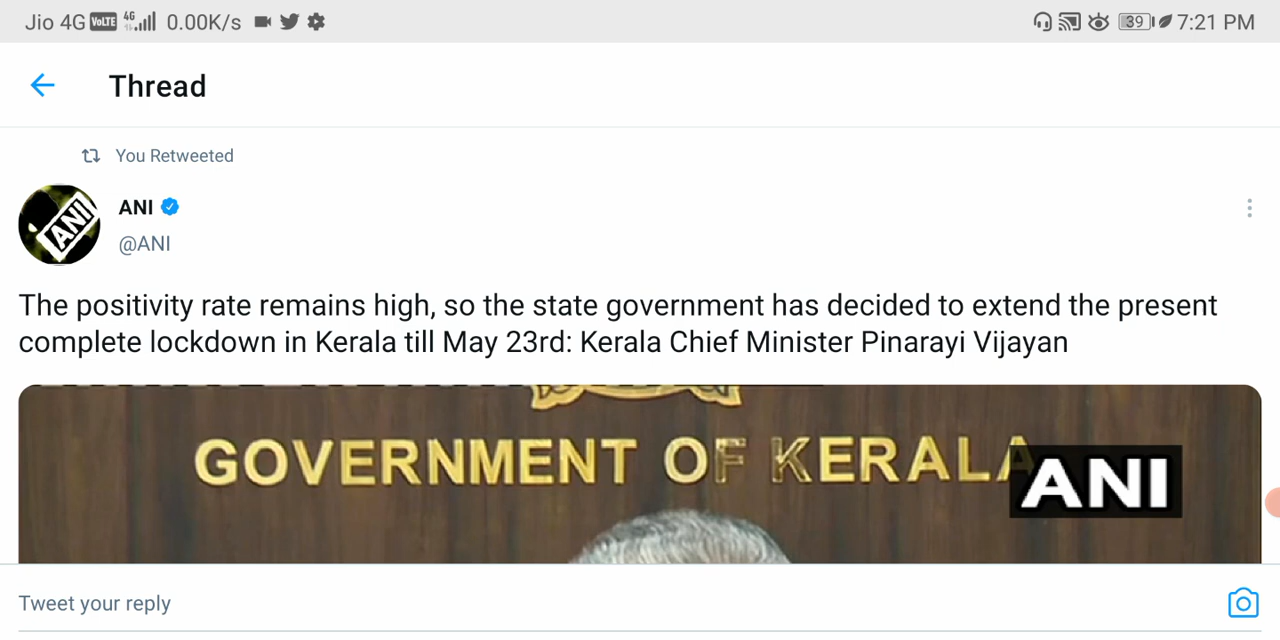 Jio 4G VoLTE 4G 0.00K/s 39 7:21 PM
Thread
You Retweeted
ANI
ANI
@ANI
The positivity rate remains high, so the state government has decided to extend the present
complete lockdown in Kerala till May 23rd: Kerala Chief Minister Pinarayi Vijayan
GOVERNMENT OF KERALA
ANI
Tweet your reply